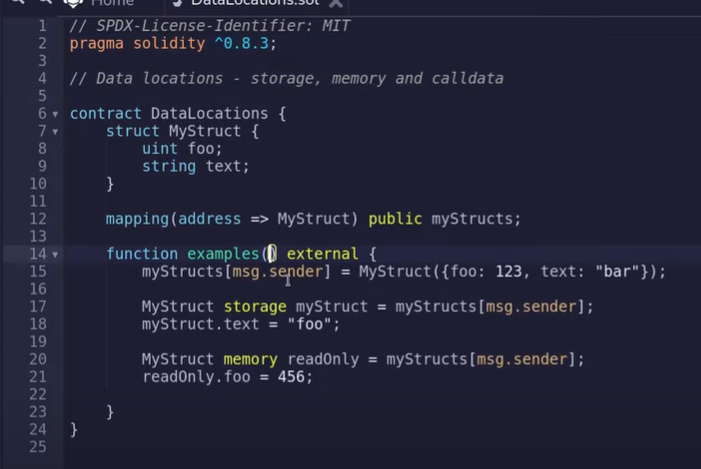 Home DataLocations.sol
1 // SPDX-License-Identifier: MIT
2 pragma solidity ^0.8.3;
3
4 // Data locations - storage, memory and calldata
5
6 contract DataLocations {
7 struct MyStruct {
8 uint foo;
9 string text;
10 }
11
12 mapping(address => MyStruct) public myStructs;
13
14 function examples() external {
15 myStructs[msg.sender] = MyStruct({foo: 123, text: "bar"});
16
17 MyStruct storage myStruct = myStructs[msg.sender];
18 myStruct.text = "foo";
19
20 MyStruct memory readOnly = myStructs[msg.sender];
21 readOnly.foo = 456;
22
23 }
24 }
25